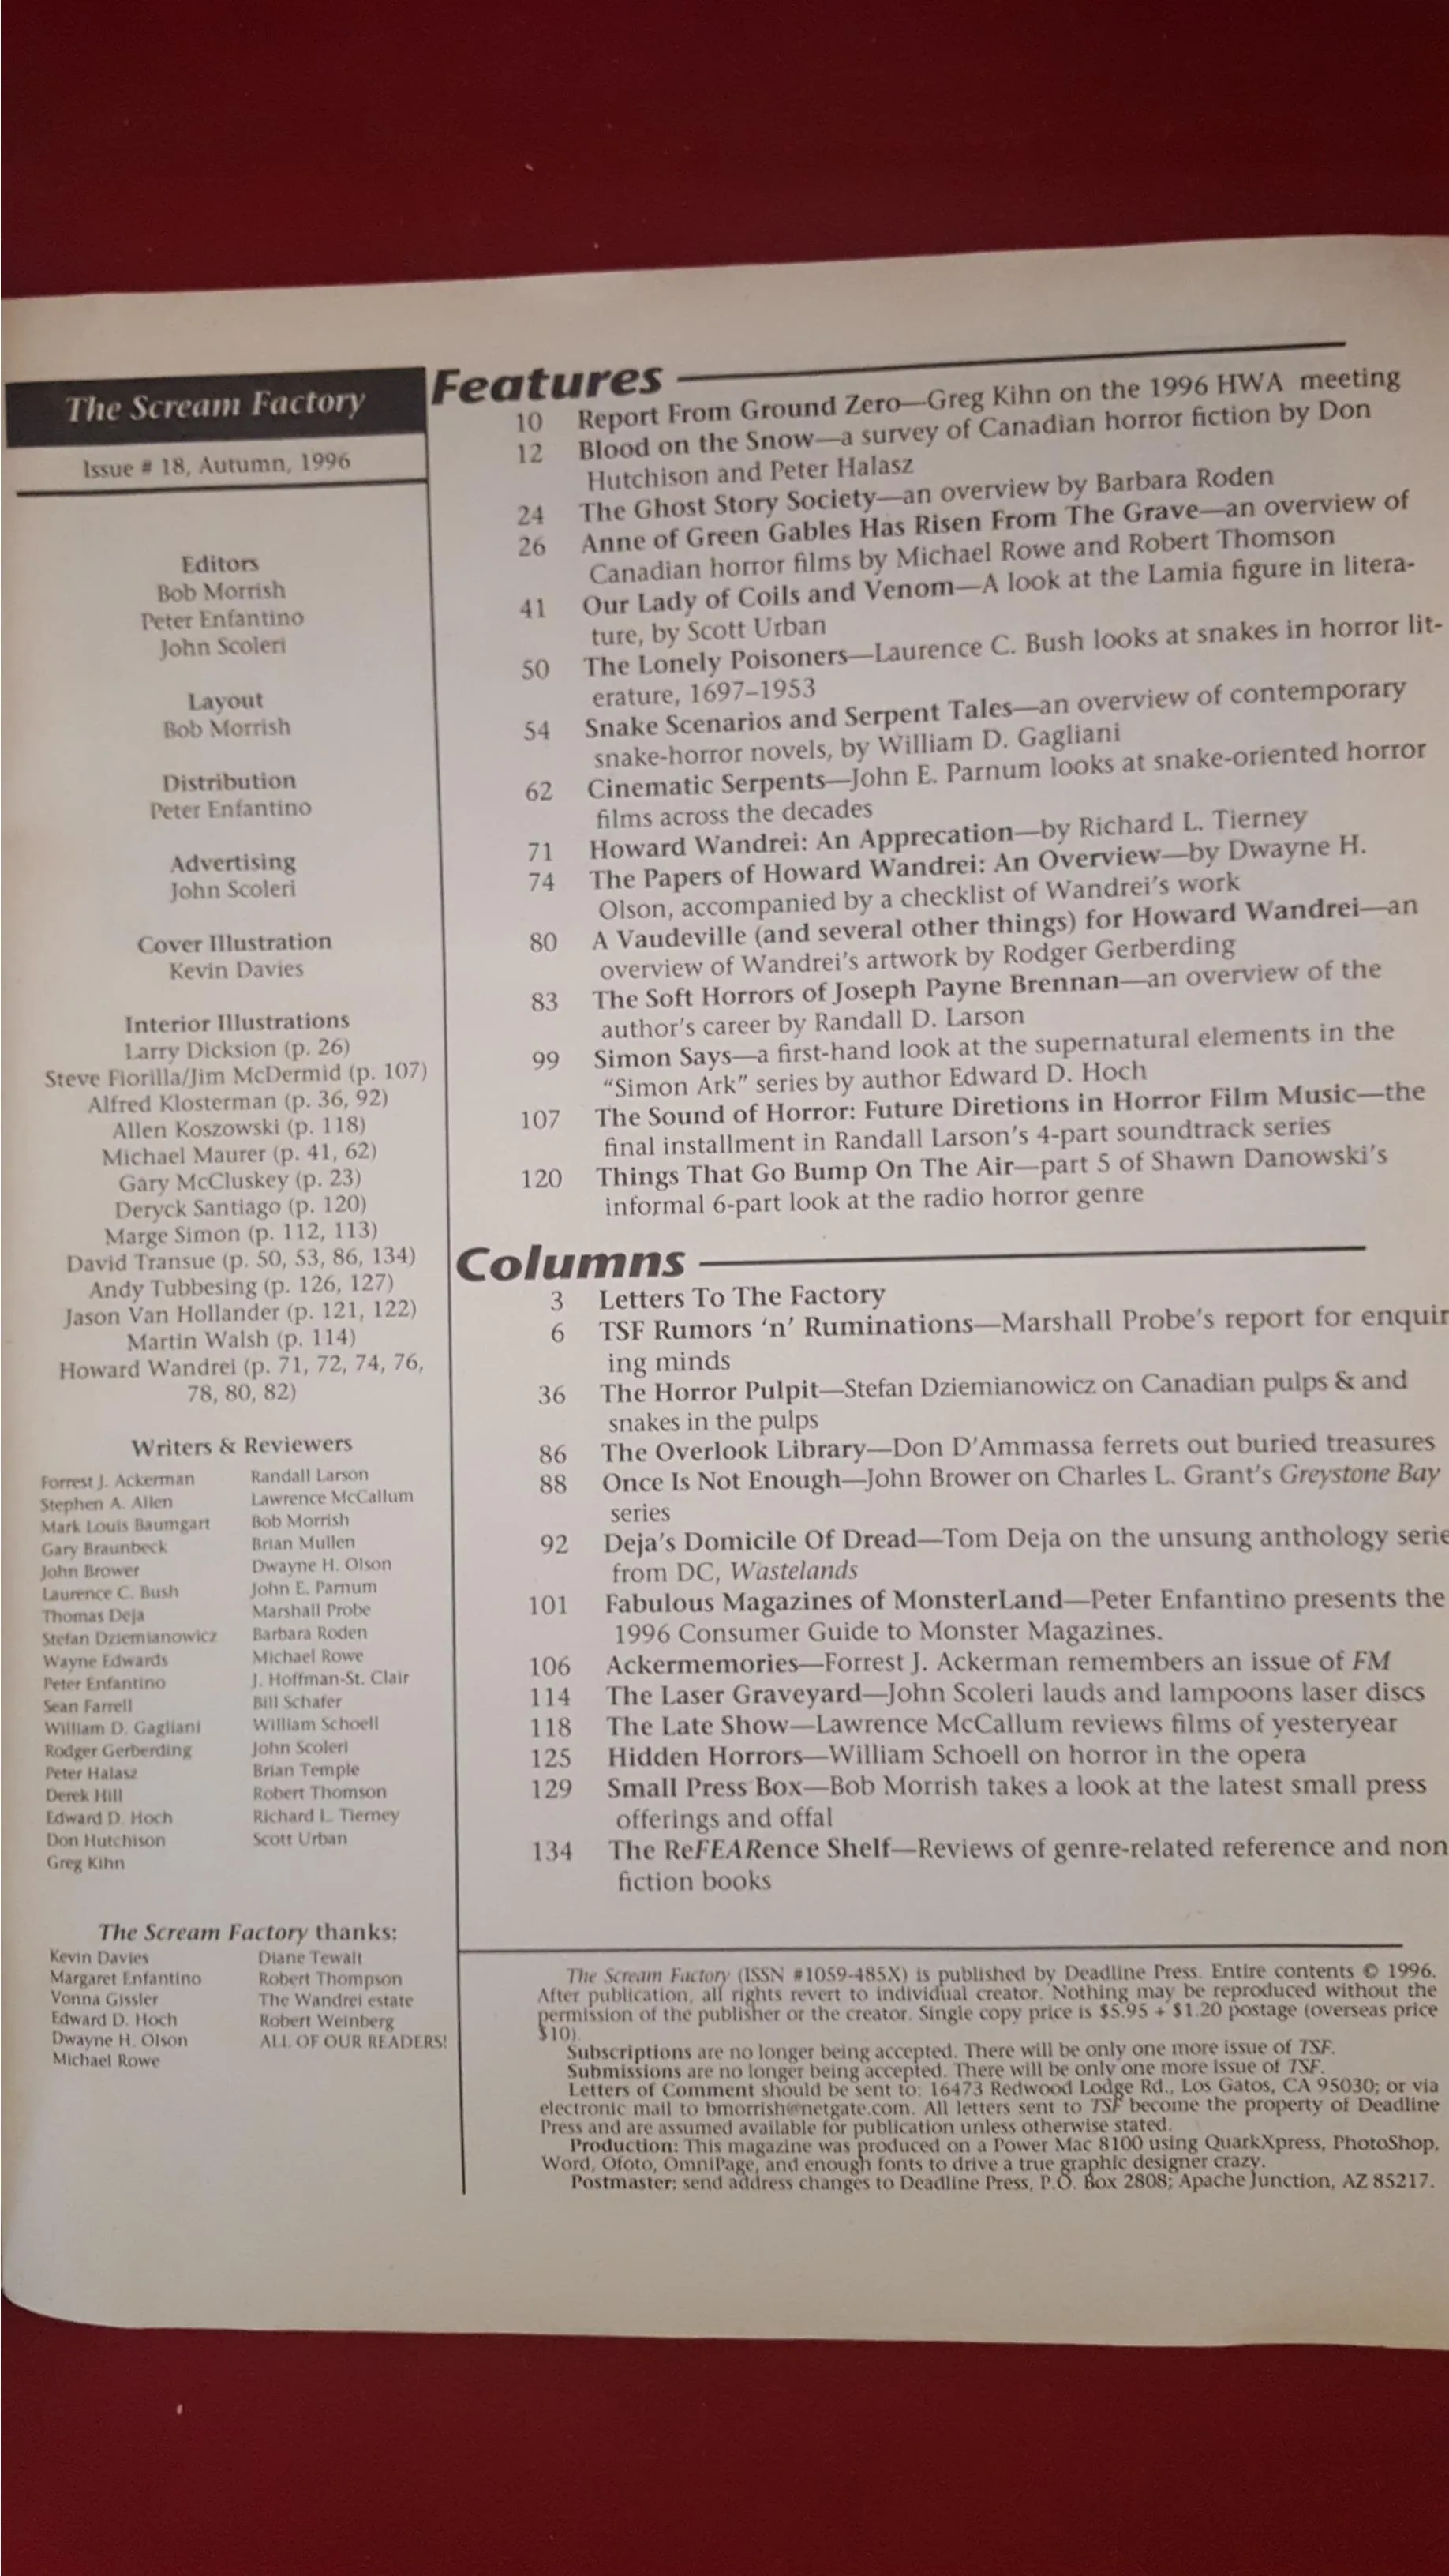 The Scream Factory
Issue # 18, Autumn, 1996
Editors
Bob Morrish
Peter Enfantino
John Scoleri
Layout
Bob Morrish
Distribution
Peter Enfantino
Advertising
John Scoleri
Cover Illustration
Kevin Davies
Interior Illustrations
Larry Dicksion (p. 26)
Steve Fiorilla/Jim McDermid (p. 107)
Alfred Klosterman (p. 36, 92)
Allen Koszowski (p. 118)
Michael Maurer (p. 41, 62)
Gary McCluskey (p. 23)
Deryck Santiago (p. 120)
Marge Simon (p. 112, 113)
David Transue (p. 50, 53, 86, 134)
Andy Tubbesing (p. 126, 127)
Jason Van Hollander (p. 121, 122)
Martin Walsh (p. 114)
Howard Wandrei (p. 71, 72, 74, 76,
78, 80, 82)
Writers & Reviewers
Forrest J. Ackerman
Stephen A. Allen
Mark Louis Baumgart
Gary Braunbeck
John Brower
Laurence C. Bush
Thomas Deja
Stefan Dziemianowicz
Wayne Edwards
Peter Enfantino
Sean Farrell
William D. Gagliani
Rodger Gerberding
Peter Halasz
Derek Hill
Edward D. Hoch
Don Hutchison
Greg Kihn
Randall Larson
Lawrence McCallum
Bob Morrish
Brian Mullen
Dwayne H. Olson
John E. Parnum
Marshall Probe
Barbara Roden
Michael Rowe
J. Hoffman-St. Clair
Bill Schafer
William Schoell
John Scoleri
Brian Temple
Robert Thomson
Richard L. Tierney
Scott Urban
The Scream Factory thanks:
Kevin Davies
Margaret Enfantino
Vonna Gissler
Edward D. Hoch
Dwayne H. Olson
Michael Rowe
Diane Tewalt
Robert Thompson
The Wandrei estate
Robert Weinberg
ALL OF OUR READERS!
Features
10 Report From Ground Zero—Greg Kihn on the 1996 HWA meeting
12 Blood on the Snow—a survey of Canadian horror fiction by Don
Hutchison and Peter Halasz
24 The Ghost Story Society—an overview by Barbara Roden
26 Anne of Green Gables Has Risen From The Grave—an overview of
Canadian horror films by Michael Rowe and Robert Thomson
41 Our Lady of Coils and Venom—A look at the Lamia figure in litera-
ture, by Scott Urban
50 The Lonely Poisoners—Laurence C. Bush looks at snakes in horror lit-
erature, 1697–1953
54 Snake Scenarios and Serpent Tales—an overview of contemporary
snake-horror novels, by William D. Gagliani
62 Cinematic Serpents—John E. Parnum looks at snake-oriented horror
films across the decades
71 Howard Wandrei: An Apprecation—by Richard L. Tierney
74 The Papers of Howard Wandrei: An Overview—by Dwayne H.
Olson, accompanied by a checklist of Wandrei's work
80 A Vaudeville (and several other things) for Howard Wandrei—an
overview of Wandrei's artwork by Rodger Gerberding
83 The Soft Horrors of Joseph Payne Brennan—an overview of the
author's career by Randall D. Larson
99 Simon Says—a first-hand look at the supernatural elements in the
“Simon Ark” series by author Edward D. Hoch
107 The Sound of Horror: Future Diretions in Horror Film Music—the
final installment in Randall Larson's 4-part soundtrack series
120 Things That Go Bump On The Air—part 5 of Shawn Danowski's
informal 6-part look at the radio horror genre
Columns
3 Letters To The Factory
6 TSF Rumors ‘n’ Ruminations—Marshall Probe's report for enquir
ing minds
36 The Horror Pulpit—Stefan Dziemianowicz on Canadian pulps & and
snakes in the pulps
86 The Overlook Library—Don D'Ammassa ferrets out buried treasures
88 Once Is Not Enough—John Brower on Charles L. Grant's Greystone Bay
series
92 Deja's Domicile Of Dread—Tom Deja on the unsung anthology serie
from DC, Wastelands
101 Fabulous Magazines of MonsterLand—Peter Enfantino presents the
1996 Consumer Guide to Monster Magazines.
106 Ackermemories—Forrest J. Ackerman remembers an issue of FM
114 The Laser Graveyard—John Scoleri lauds and lampoons laser discs
118 The Late Show—Lawrence McCallum reviews films of yesteryear
125 Hidden Horrors—William Schoell on horror in the opera
129 Small Press Box—Bob Morrish takes a look at the latest small press
offerings and offal
134 The ReFEARence Shelf—Reviews of genre-related reference and non
fiction books
The Scream Factory (ISSN #1059-485X) is published by Deadline Press. Entire contents © 1996.
After publication, all rights revert to individual creator. Nothing may be reproduced without the
permission of the publisher or the creator. Single copy price is $5.95 + $1.20 postage (overseas price
$10).
Subscriptions are no longer being accepted. There will be only one more issue of TSF.
Submissions are no longer being accepted. There will be only one more issue of TSF.
Letters of Comment should be sent to: 16473 Redwood Lodge Rd., Los Gatos, CA 95030; or via
electronic mail to bmorrish@netgate.com. All letters sent to TSF become the property of Deadline
Press and are assumed available for publication unless otherwise stated.
Production: This magazine was produced on a Power Mac 8100 using QuarkXpress, PhotoShop,
Word, Ofoto, OmniPage, and enough fonts to drive a true graphic designer crazy.
Postmaster: send address changes to Deadline Press, P.O. Box 2808; Apache Junction, AZ 85217.